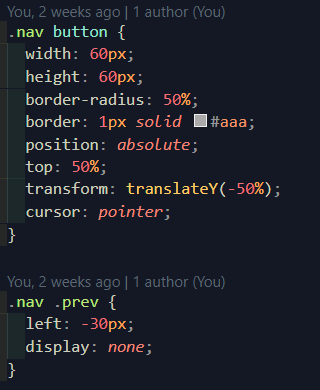 You, 2 weeks ago | 1 author (You)
.nav button {
width: 60px;
height: 60px;
border-radius: 50%;
border: 1px solid #aaa;
position: absolute;
top: 50%;
transform: translateY(-50%);
cursor: pointer;
}
You, 2 weeks ago | 1 author (You)
.nav .prev {
left: -30px;
display: none;
}